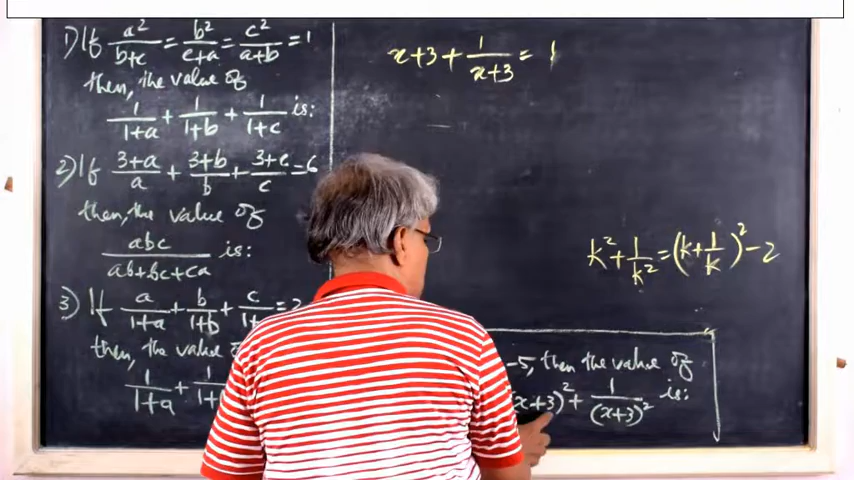 1) If a²/(b+c) = b²/(c+a) = c²/(a+b) = 1
then, the value of
1/(1+a) + 1/(1+b) + 1/(1+c) is:
2) If (3+a)/a + (3+b)/b + (3+c)/c = 6
then, the value of
abc/(ab+bc+ca) is:
3) If a/(1+a) + b/(1+b) + c/(1+ = 2
then, the value of
1/(1+a) + 1/(1+
x+3 + 1/(x+3) = 1
k² + 1/k² = (k + 1/k)² - 2
-5, then the value of
(x+3)² + 1/(x+3)² is: